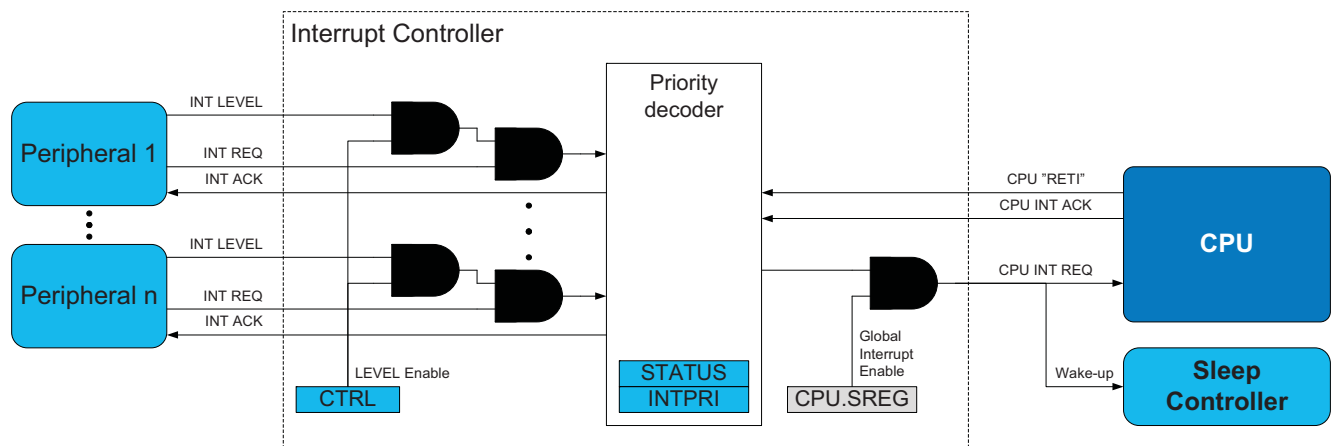 Interrupt Controller
Priority
decoder
INT LEVEL
Peripheral 1
INT REQ
INT ACK
CPU ”RETI”
CPU INT ACK
CPU
INT LEVEL
Peripheral n
INT REQ
INT ACK
CPU INT REQ
LEVEL Enable
CTRL
STATUS
INTPRI
Global
Interrupt
Enable
CPU.SREG
Wake-up
Sleep
Controller